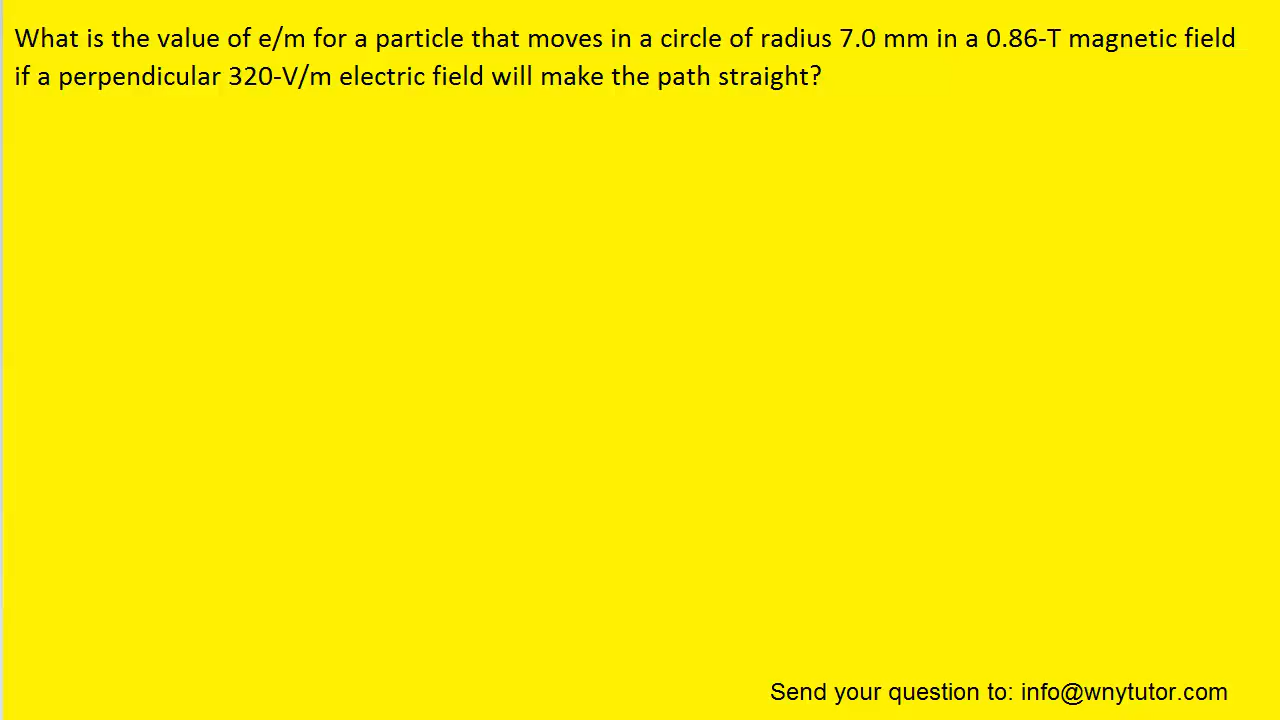 What is the value of e/m for a particle that moves in a circle of radius 7.0 mm in a 0.86-T magnetic field
if a perpendicular 320-V/m electric field will make the path straight?
Send your question to: info@wnytutor.com